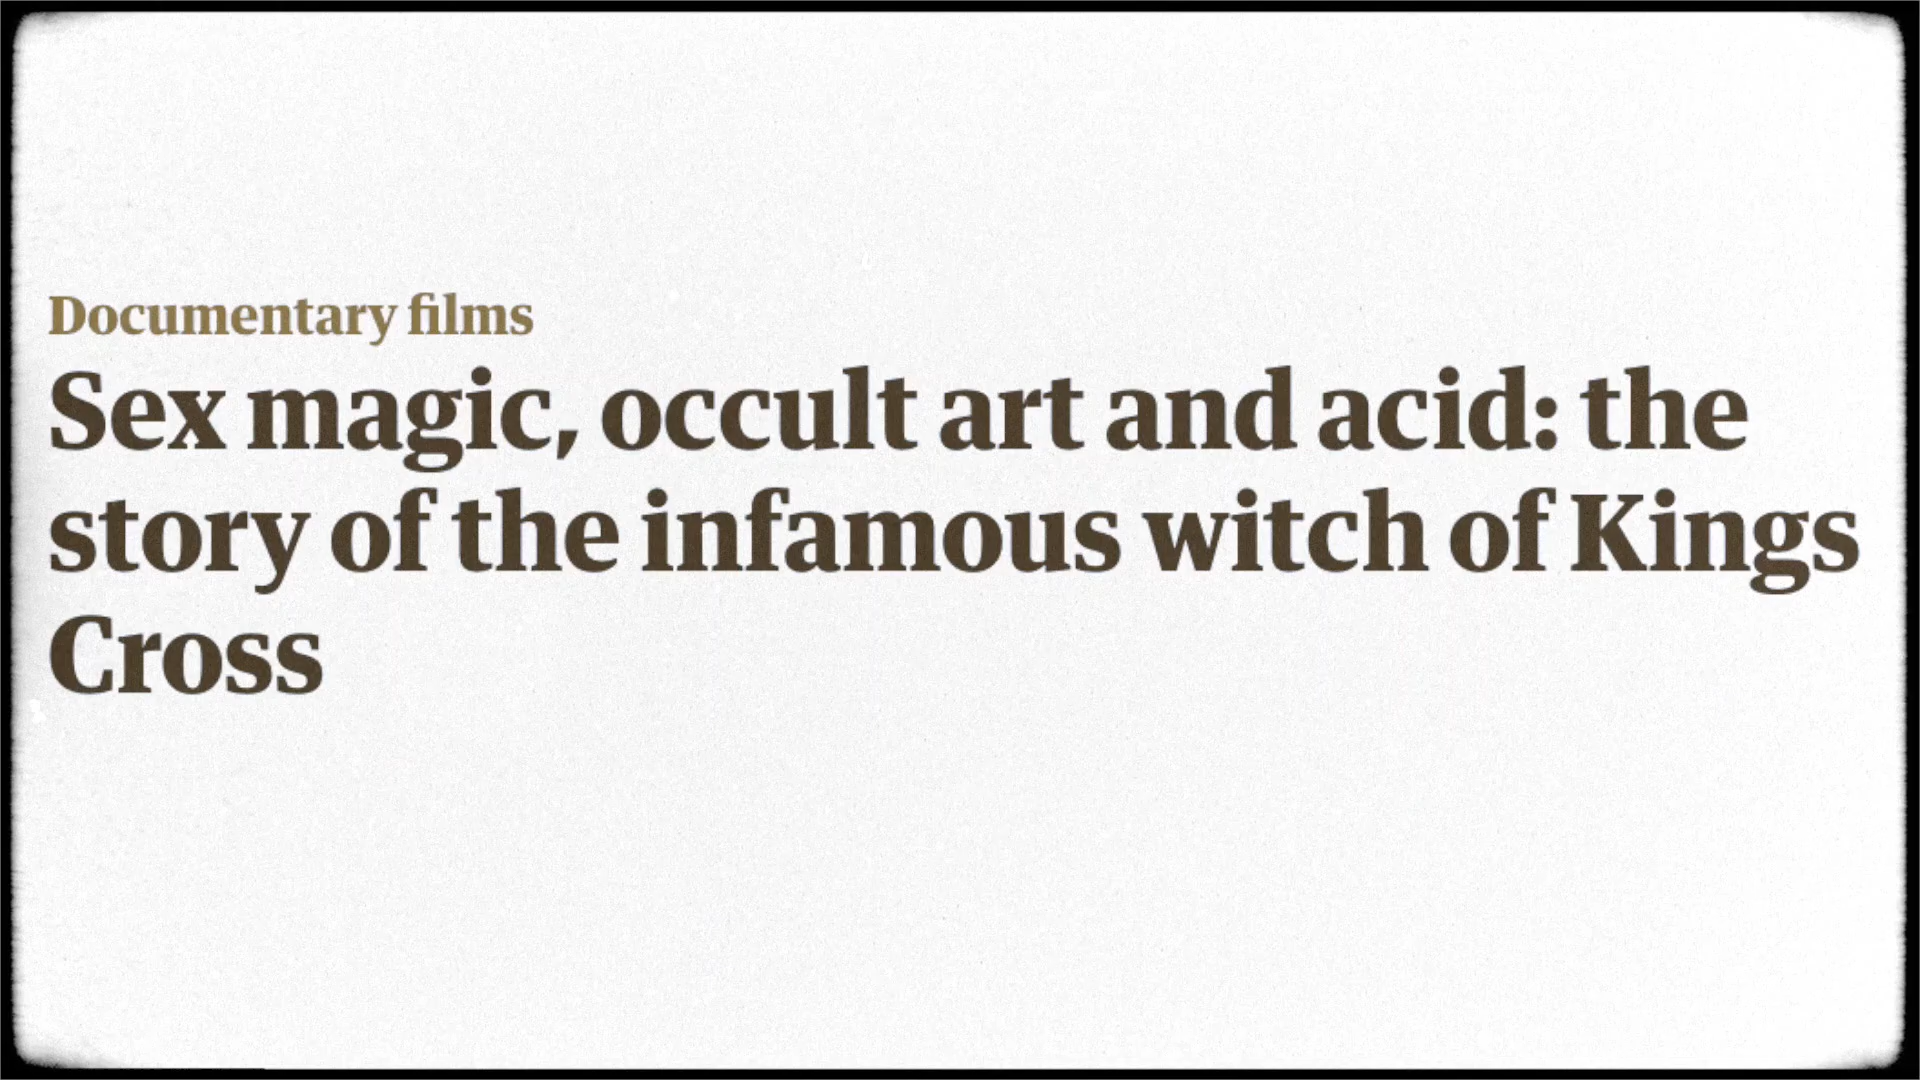 Documentary films
Sex magic, occult art and acid: the
story of the infamous witch of Kings
Cross